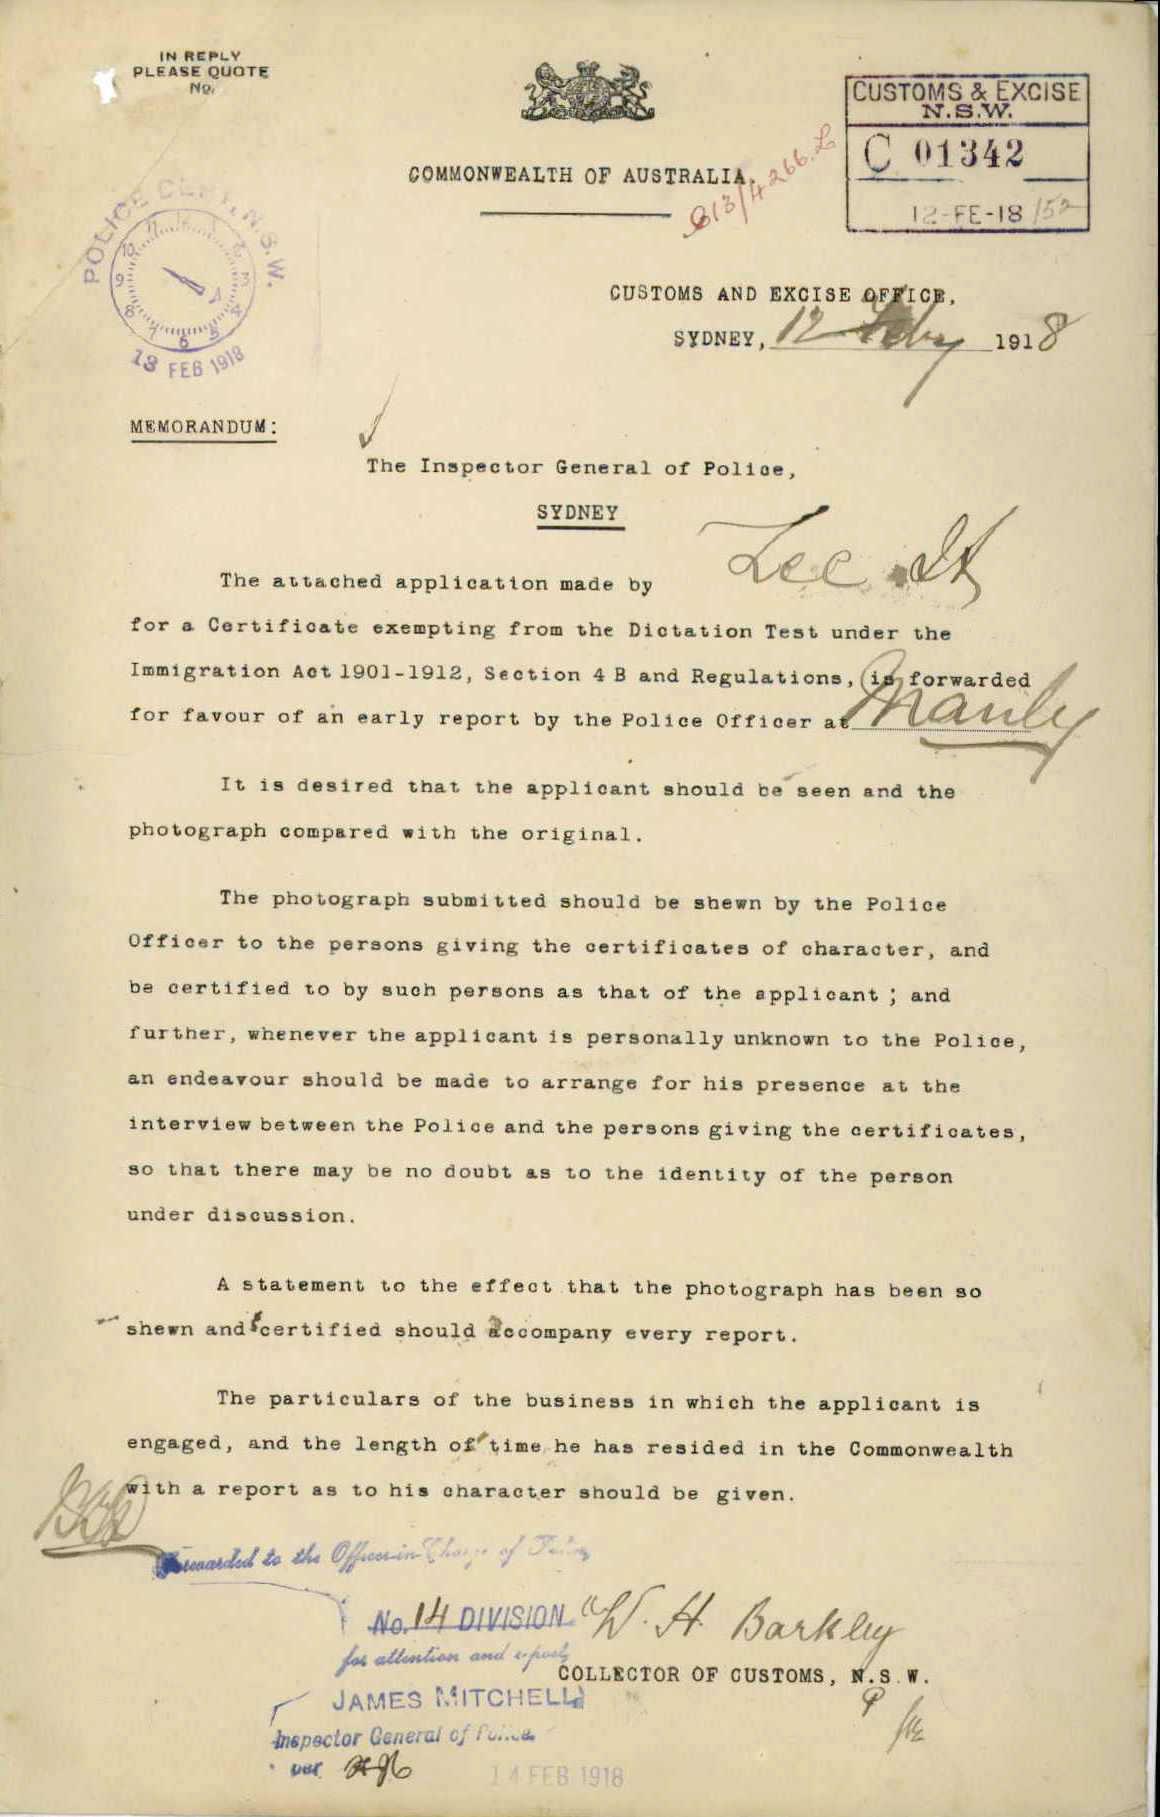 IN REPLY
PLEASE QUOTE
No.
CUSTOMS & EXCISE
N.S.W.
C 01342
12-FE-18 /52
COMMONWEALTH OF AUSTRALIA.
POLICE DEPT. N.S.W.
13 FEB 1918
CUSTOMS AND EXCISE OFFICE,
SYDNEY, 12 Feby 1918
MEMORANDUM:
The Inspector General of Police,
SYDNEY
The attached application made by Lee
for a Certificate exempting from the Dictation Test under the
Immigration Act 1901-1912, Section 4 B and Regulations, is forwarded
for favour of an early report by the Police Officer at Manly
It is desired that the applicant should be seen and the
photograph compared with the original.
The photograph submitted should be shewn by the Police
Officer to the persons giving the certificates of character, and
be certified to by such persons as that of the applicant ; and
further, whenever the applicant is personally unknown to the Police,
an endeavour should be made to arrange for his presence at the
interview between the Police and the persons giving the certificates,
so that there may be no doubt as to the identity of the person
under discussion.
A statement to the effect that the photograph has been so
shewn and certified should accompany every report.
The particulars of the business in which the applicant is
engaged, and the length of time he has resided in the Commonwealth
with a report as to his character should be given.
Forwarded to the Officer-in-Charge of Police
No. 14 DIVISION
W. H. Barkley
for attention and report
COLLECTOR OF CUSTOMS, N.S.W.
JAMES MITCHELL
Inspector General of Police
per
14 FEB 1918